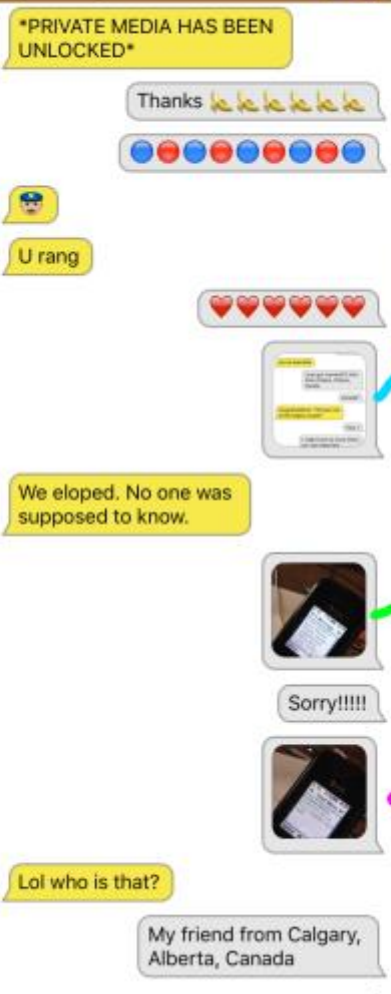 *PRIVATE MEDIA HAS BEEN
UNLOCKED*
Thanks 💪💪💪💪💪💪
🔵🔴🔵🔴🔵🔴🔵🔴🔵
👮
U rang
❤️❤️❤️❤️❤️❤️
We eloped. No one was
supposed to know.
Sorry!!!!!
Lol who is that?
My friend from Calgary,
Alberta, Canada